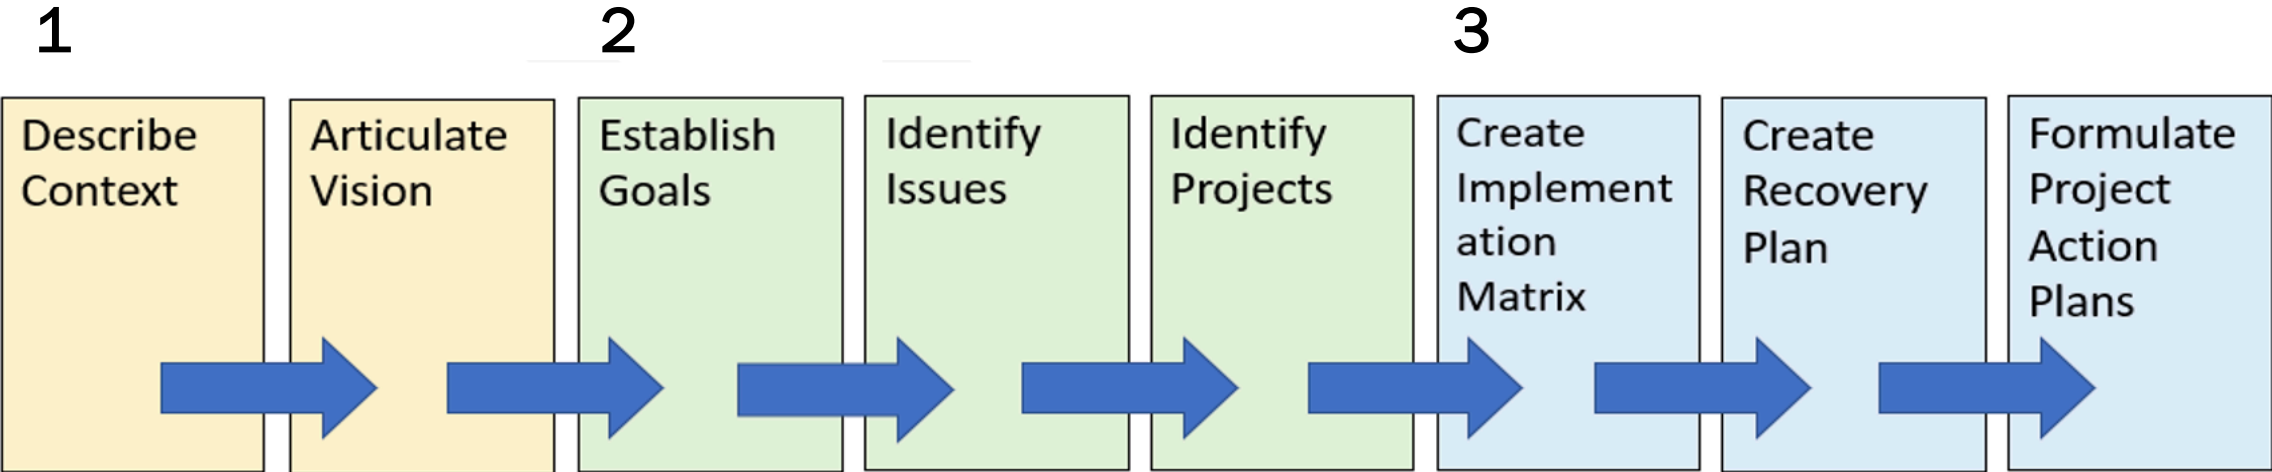 1
2
3
Describe
Context
Articulate
Vision
Establish
Goals
Identify
Issues
Identify
Projects
Create
Implement
ation
Matrix
Create
Recovery
Plan
Formulate
Project
Action
Plans